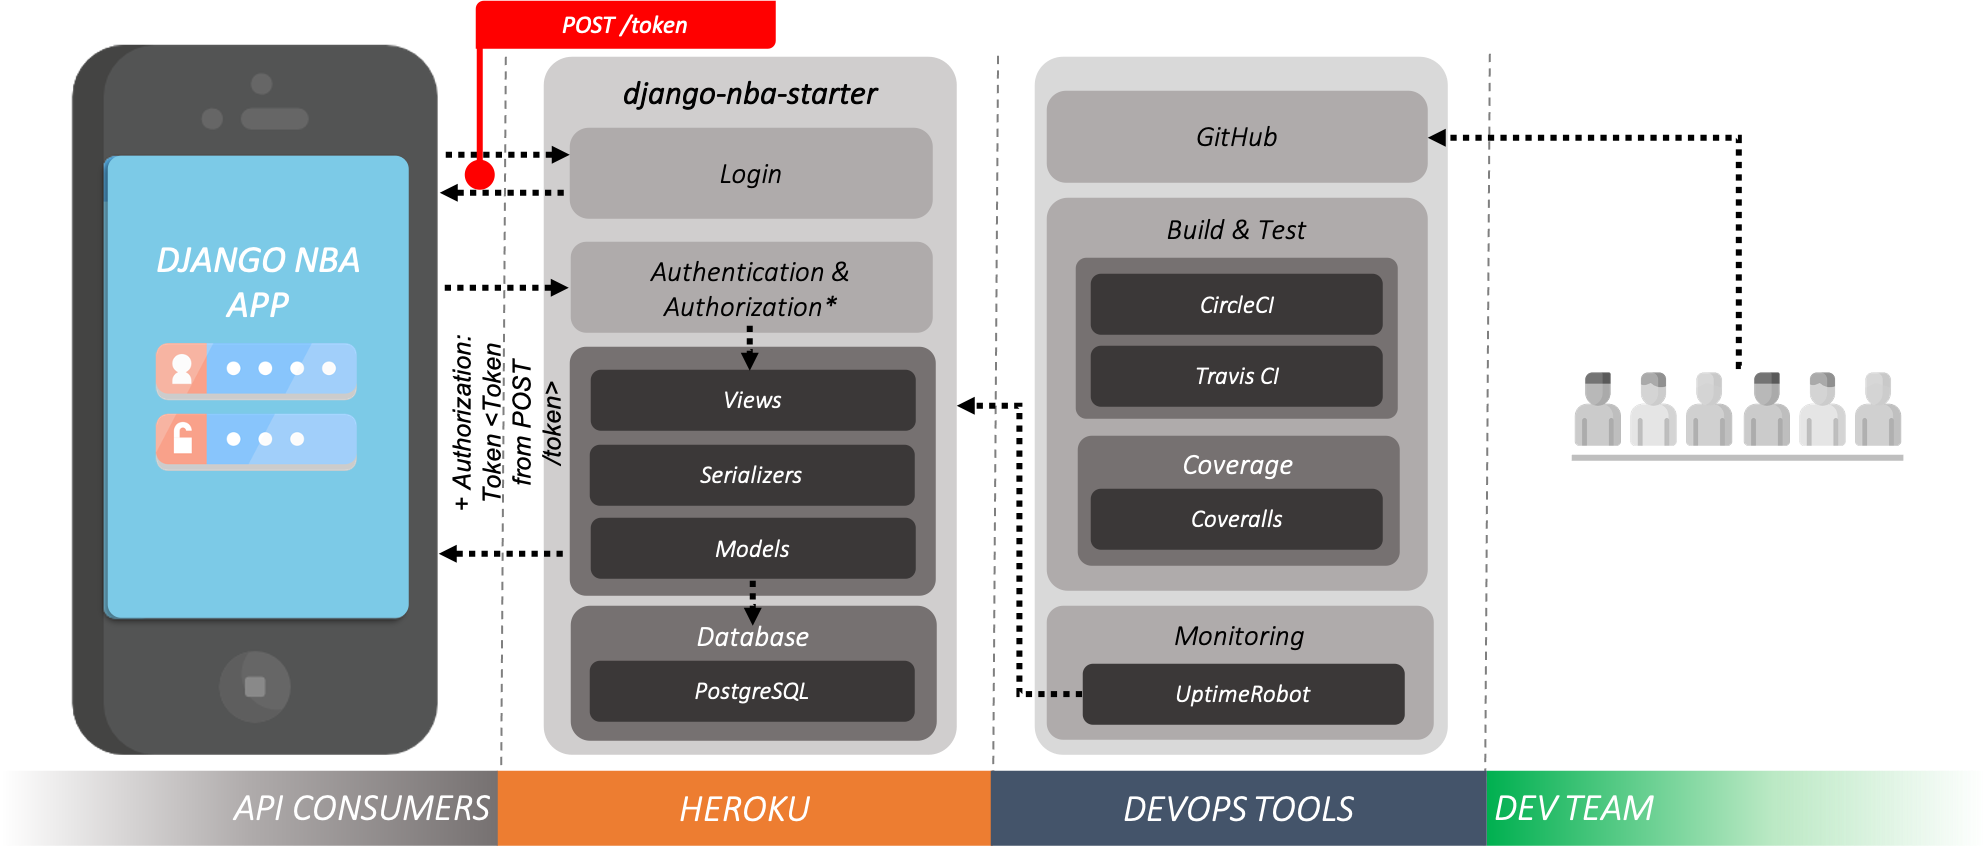 POST /token
DJANGO NBA
APP
+ Authorization:
Token <Token
from POST
/token>
django-nba-starter
Login
Authentication &
Authorization*
Views
Serializers
Models
Database
PostgreSQL
GitHub
Build & Test
CircleCI
Travis CI
Coverage
Coveralls
Monitoring
UptimeRobot
API CONSUMERS
HEROKU
DEVOPS TOOLS
DEV TEAM